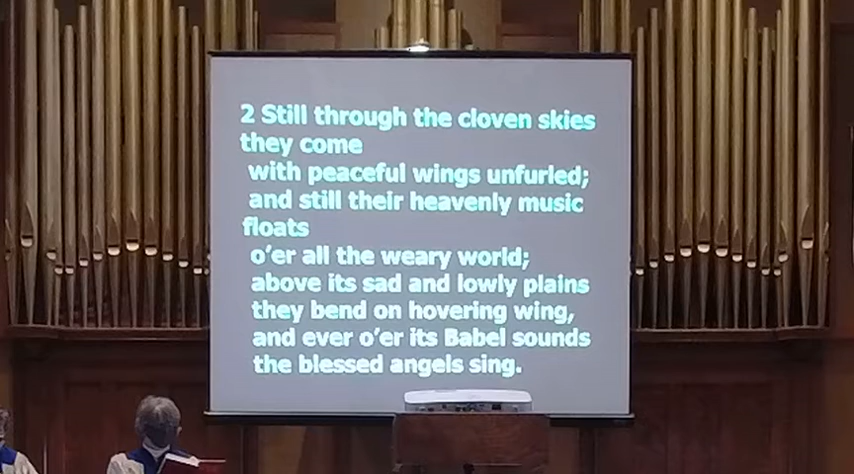 2 Still through the cloven skies
they come
with peaceful wings unfurled;
and still their heavenly music
floats
o'er all the weary world;
above its sad and lowly plains
they bend on hovering wing,
and ever o'er its Babel sounds
the blessed angels sing.